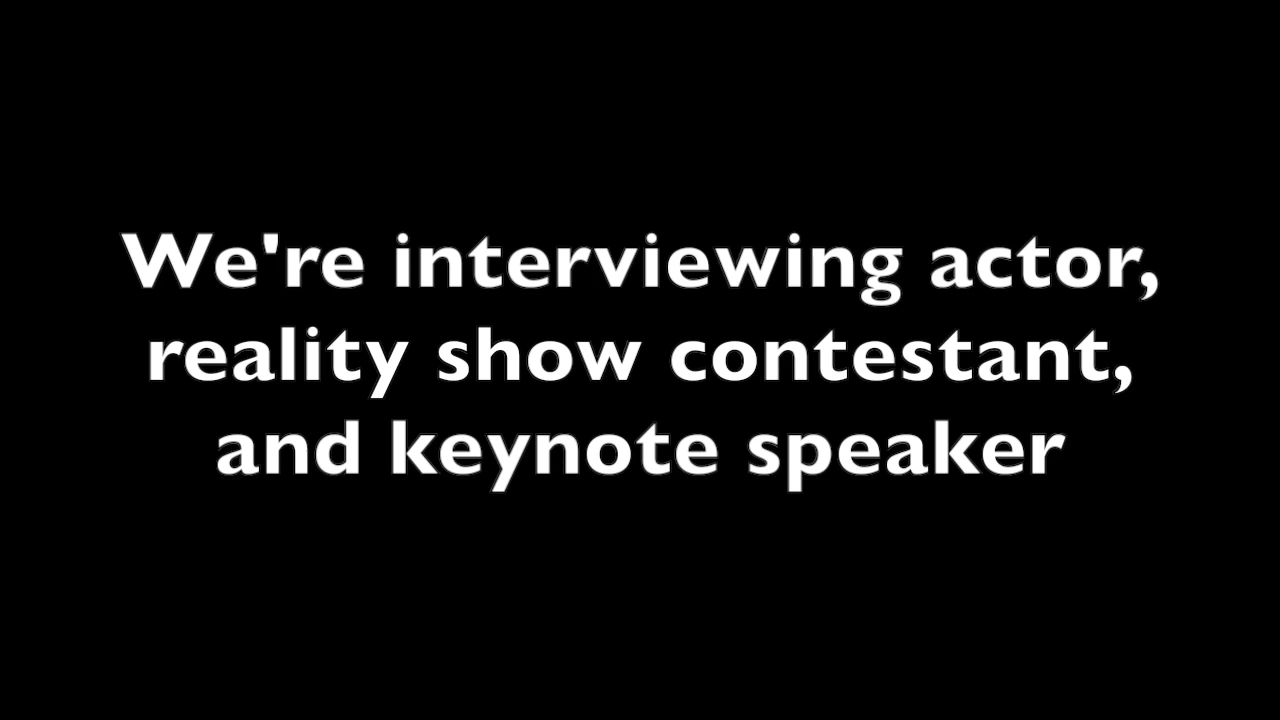 We're interviewing actor,
reality show contestant,
and keynote speaker